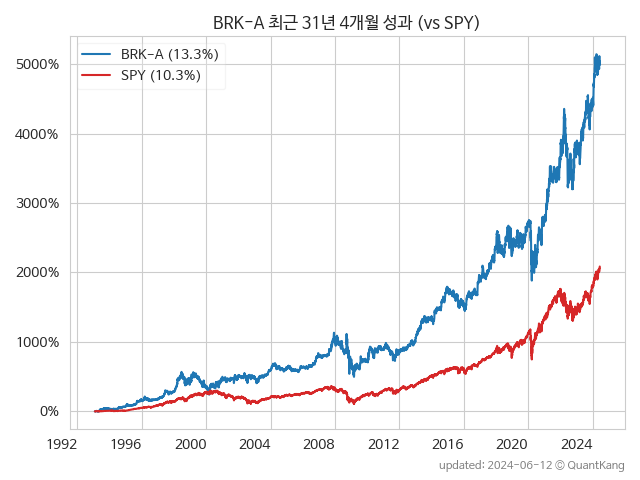 BRK-A 최근 31년 4개월 성과 (vs SPY)
BRK-A (13.3%)
SPY (10.3%)
5000%
4000%
3000%
2000%
1000%
0%
1992 1996 2000 2004 2008 2012 2016 2020 2024
updated: 2024-06-12 @ QuantKang